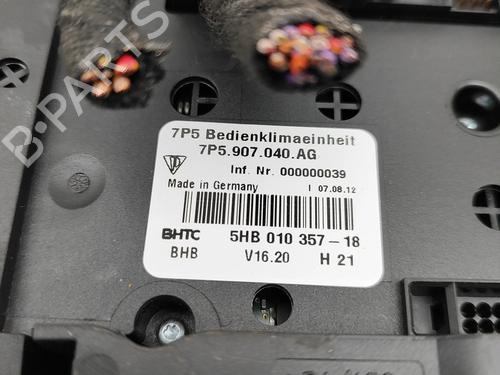 7P5 Bedienklimaeinheit
7P5.907.040.AG
Inf. Nr. 000000039
Made in Germany I 07.08.12
BHTC 5HB 010 357-18
BHB V16.20 H 21
B-PARTS